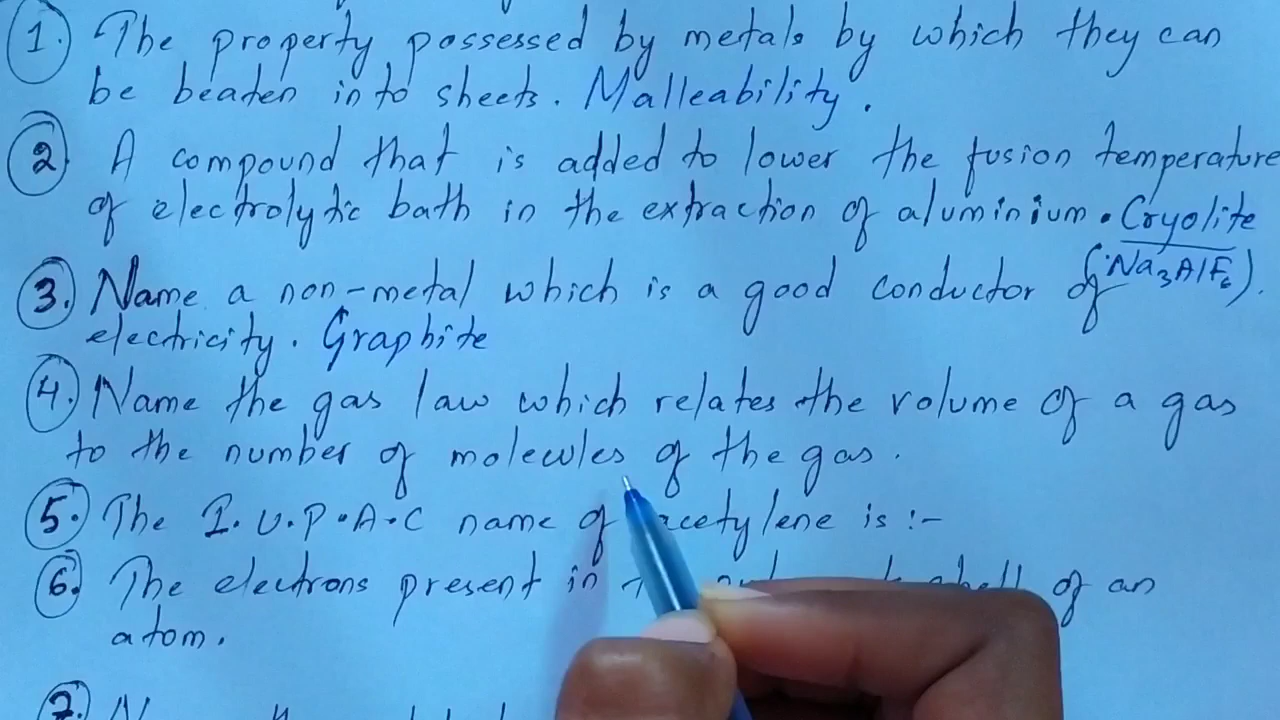 1. The property possessed by metals by which they can
be beaten into sheets. Malleability.
2. A compound that is added to lower the fusion temperature
of electrolytic bath in the extraction of aluminium. Cryolite
(Na3AlF6).
3. Name a non-metal which is a good conductor of
electricity. Graphite
4. Name the gas law which relates the volume of a gas
to the number of molecules of the gas.
5. The I.U.P.A.C name of acetylene is :-
6. The electrons present in shell of an
atom.
7.